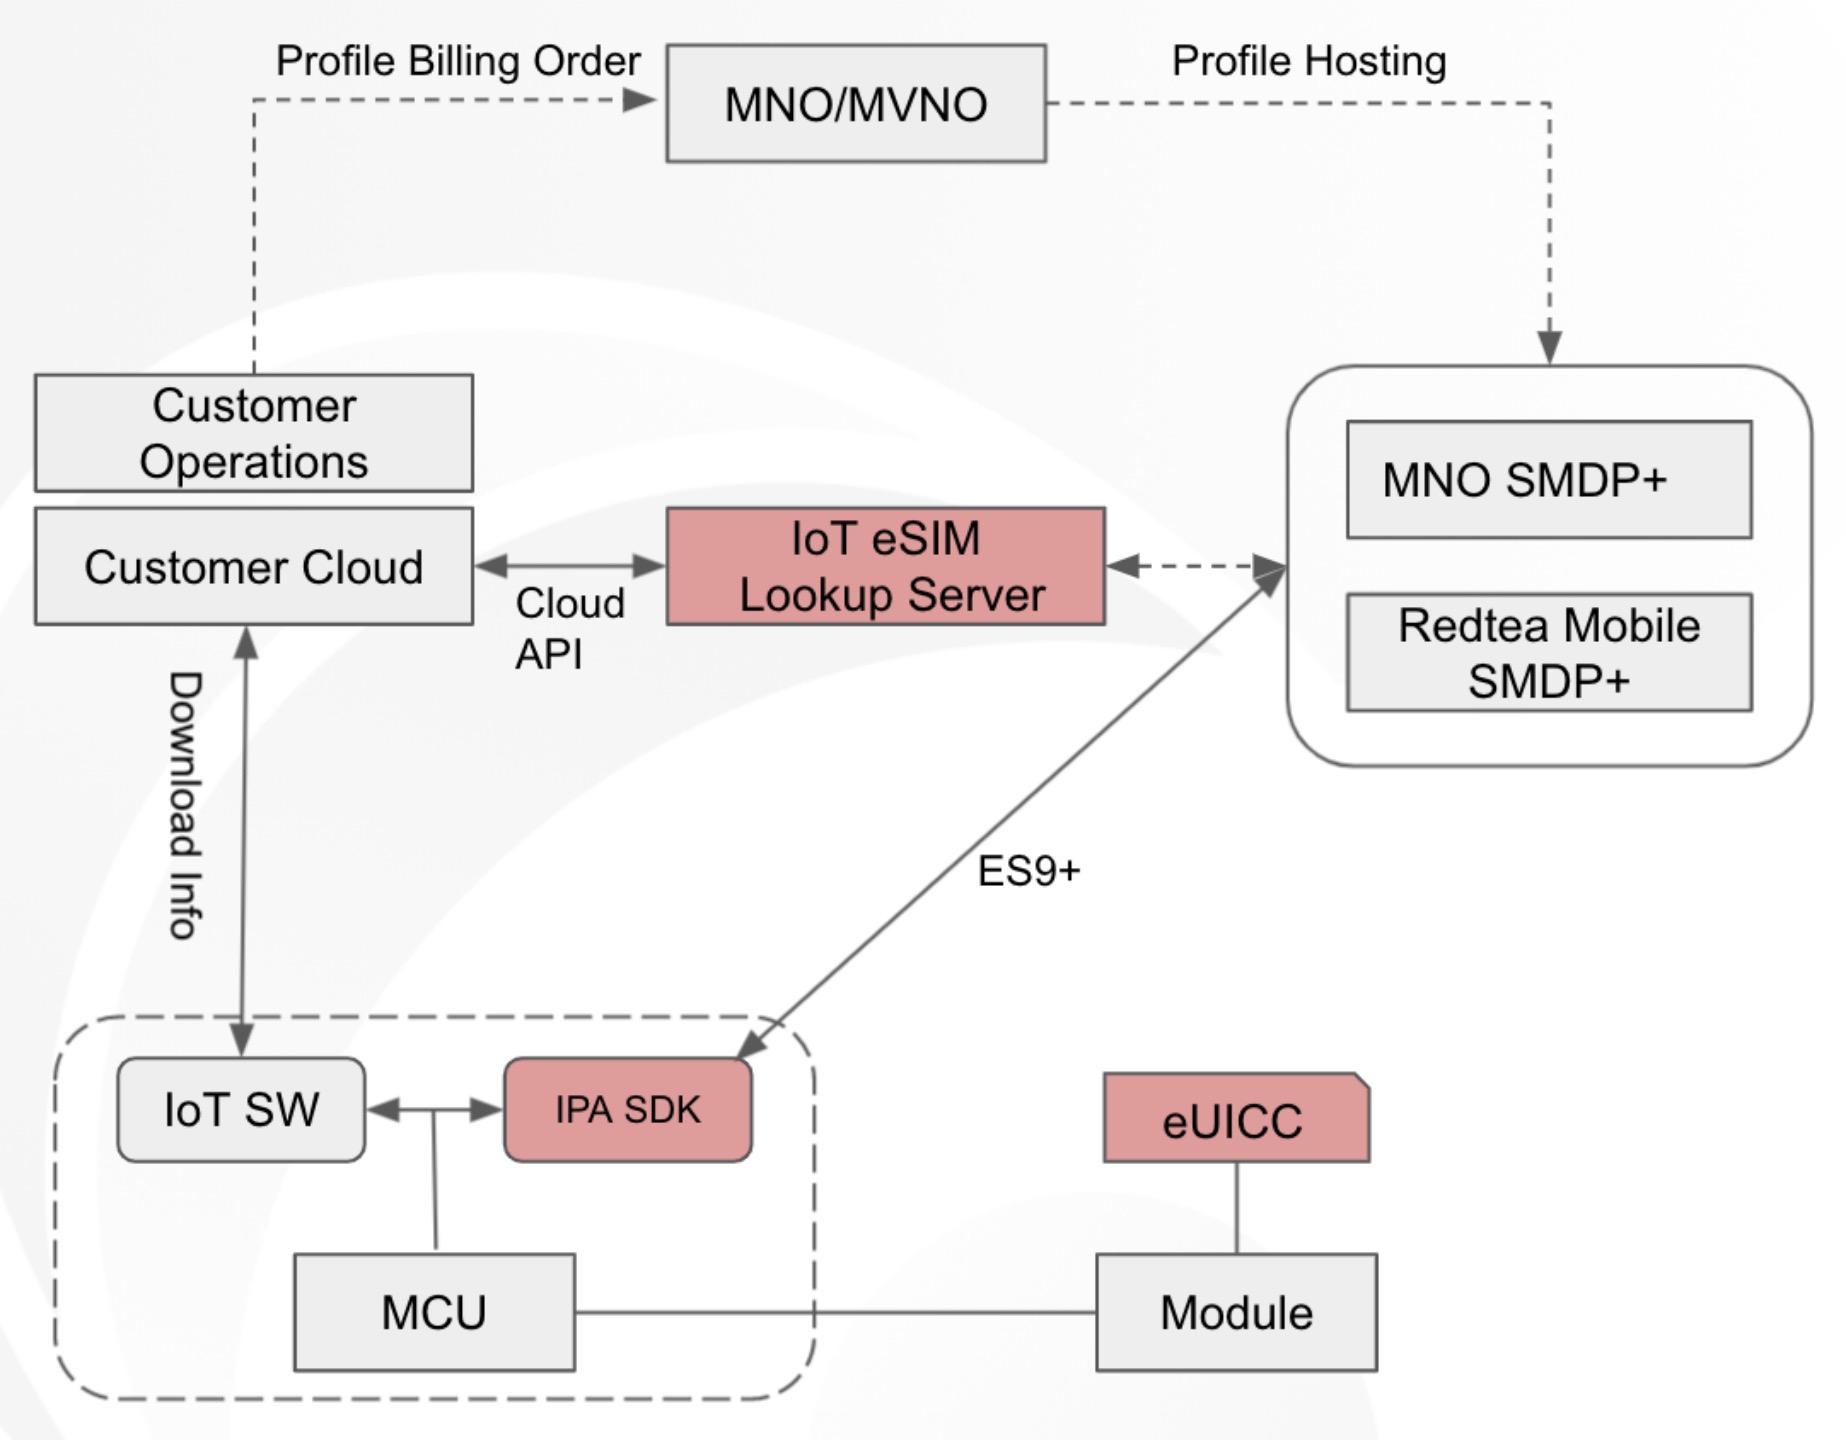 Profile Billing Order
MNO/MVNO
Profile Hosting
Customer
Operations
MNO SMDP+
Customer Cloud
Cloud
API
IoT eSIM
Lookup Server
Redtea Mobile
SMDP+
Download Info
ES9+
IoT SW
IPA SDK
eUICC
MCU
Module